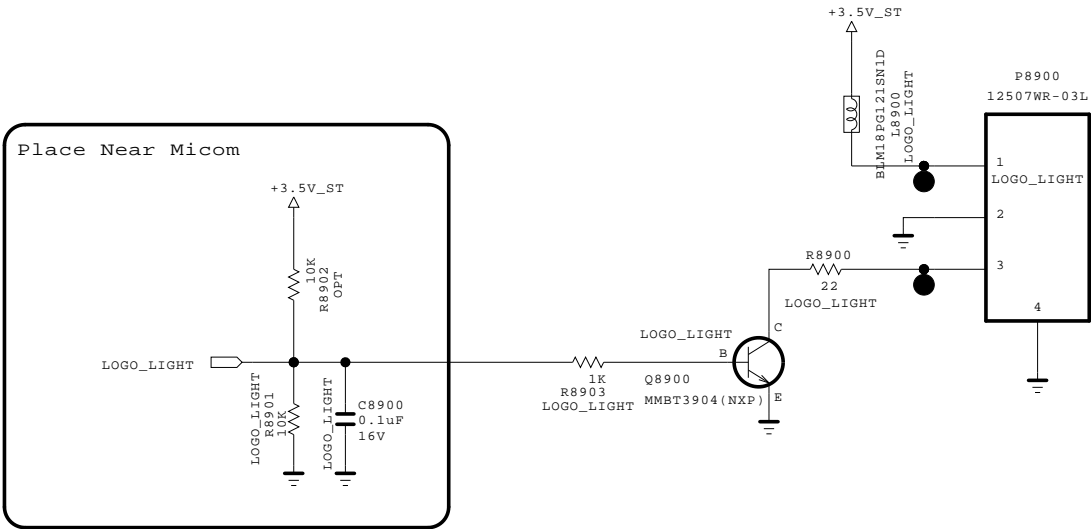 +3.5V_ST
BLM18PG121SN1D
L8900
LOGO_LIGHT
P8900
12507WR-03L
1
LOGO_LIGHT
2
3
4
Place Near Micom
+3.5V_ST
10K
R8902
OPT
LOGO_LIGHT
LOGO_LIGHT
R8901
10K
LOGO_LIGHT
C8900
0.1uF
16V
1K
R8903
LOGO_LIGHT
LOGO_LIGHT
B
C
E
Q8900
MMBT3904(NXP)
R8900
22
LOGO_LIGHT